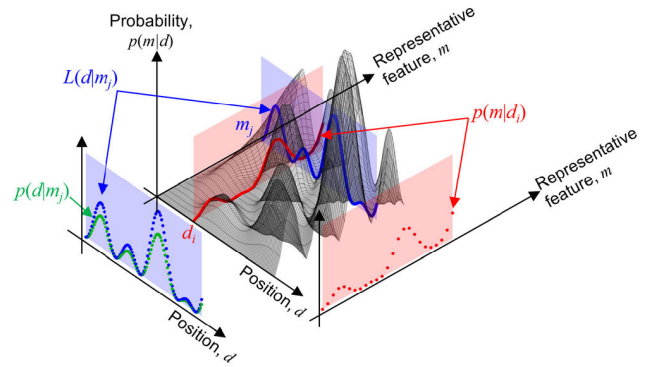 Probability,
p(m|d)
Representative
feature, m
L(d|mⱼ)
mⱼ
p(m|dᵢ)
p(d|mⱼ)
dᵢ
Representative
feature, m
Position, d
Position, d